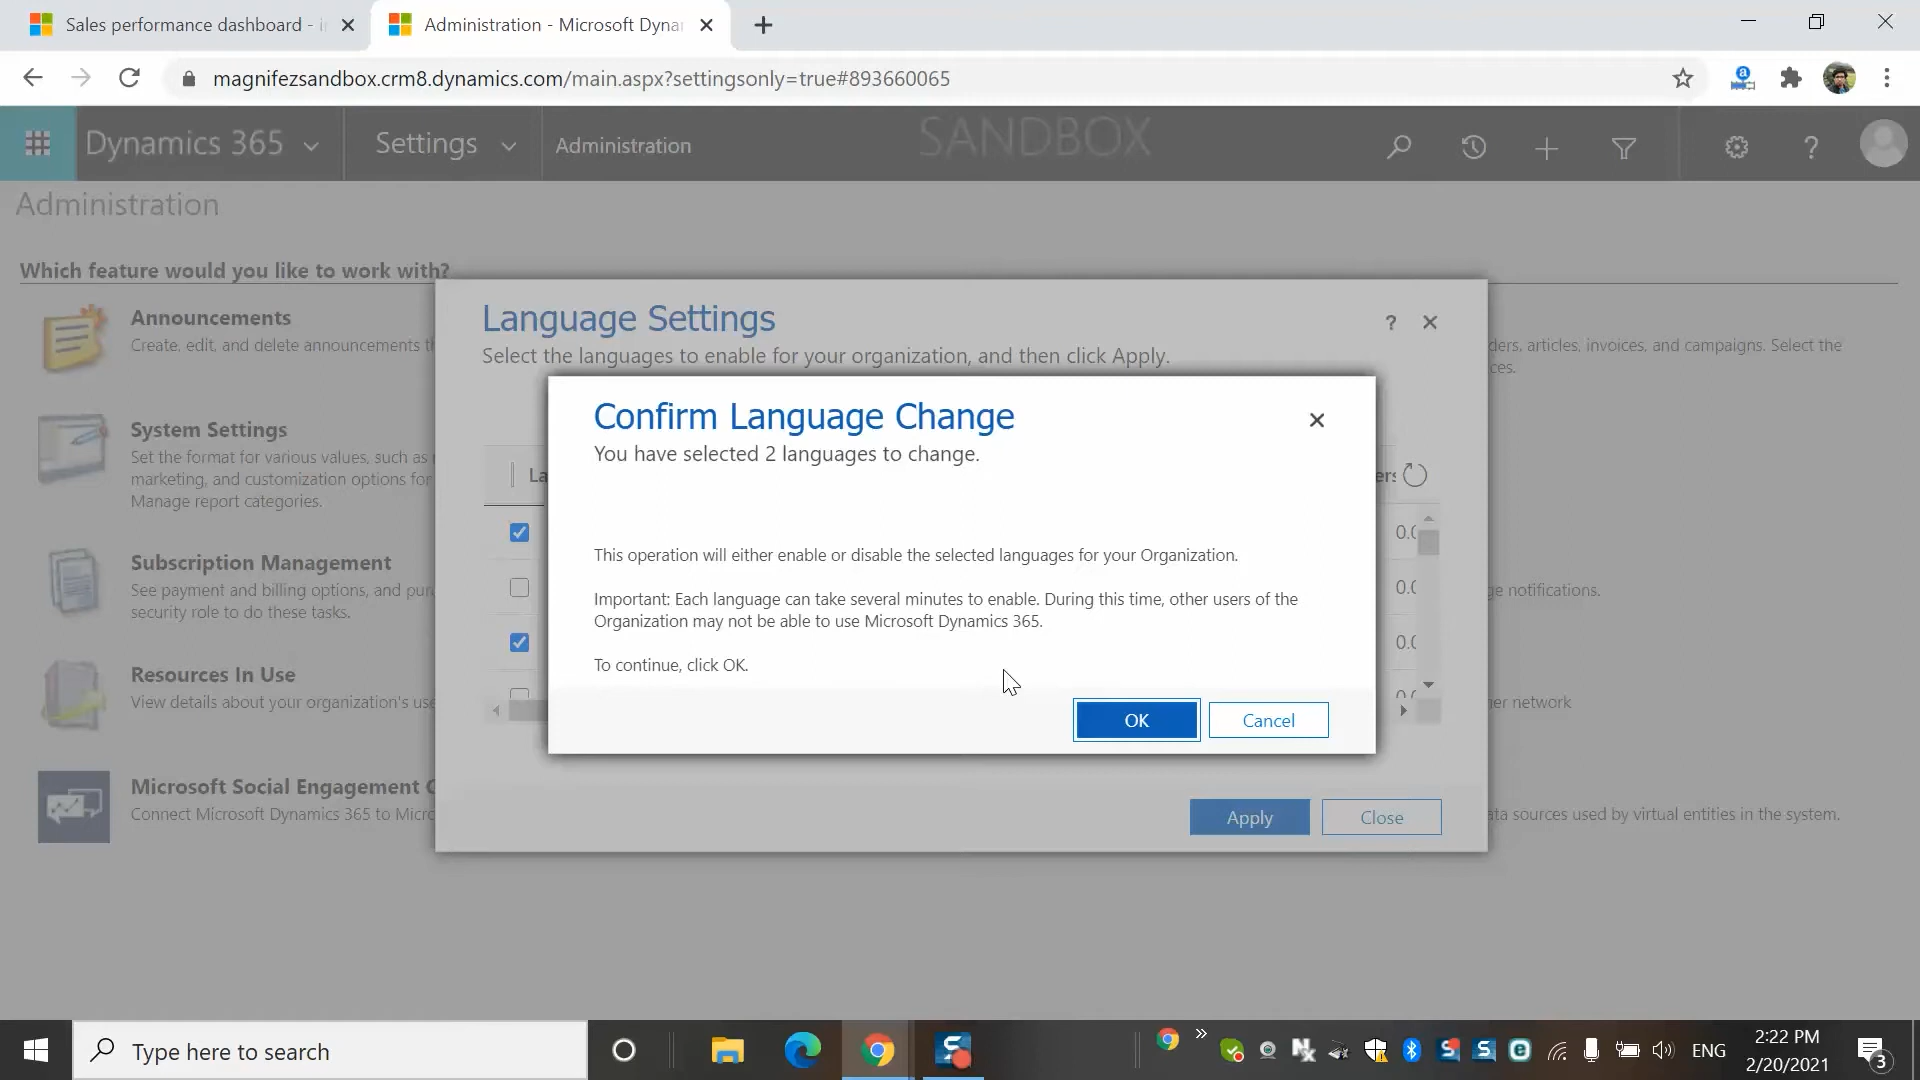 Sales performance dashboard - i
Administration - Microsoft Dyna
magnifezsandbox.crm8.dynamics.com/main.aspx?settingsonly=true#893660065
Dynamics 365
Settings
Administration
SANDBOX
Administration
Which feature would you like to work with?
Announcements
Create, edit, and delete announcements
System Settings
Set the format for various values, such as
marketing, and customization options for
Manage report categories.
Subscription Management
See payment and billing options, and
security role to do these tasks.
Resources In Use
View details about your organization's
Microsoft Social Engagement
Connect Microsoft Dynamics 365 to
articles, invoices, and campaigns. Select the
notifications.
network
sources used by virtual entities in the system.
Language Settings
?
Select the languages to enable for your organization, and then click Apply.
La
0.0
0.0
0.0
Confirm Language Change
You have selected 2 languages to change.
This operation will either enable or disable the selected languages for your Organization.
Important: Each language can take several minutes to enable. During this time, other users of the
Organization may not be able to use Microsoft Dynamics 365.
To continue, click OK.
OK
Cancel
Apply
Close
Type here to search
ENG
2:22 PM
2/20/2021
3